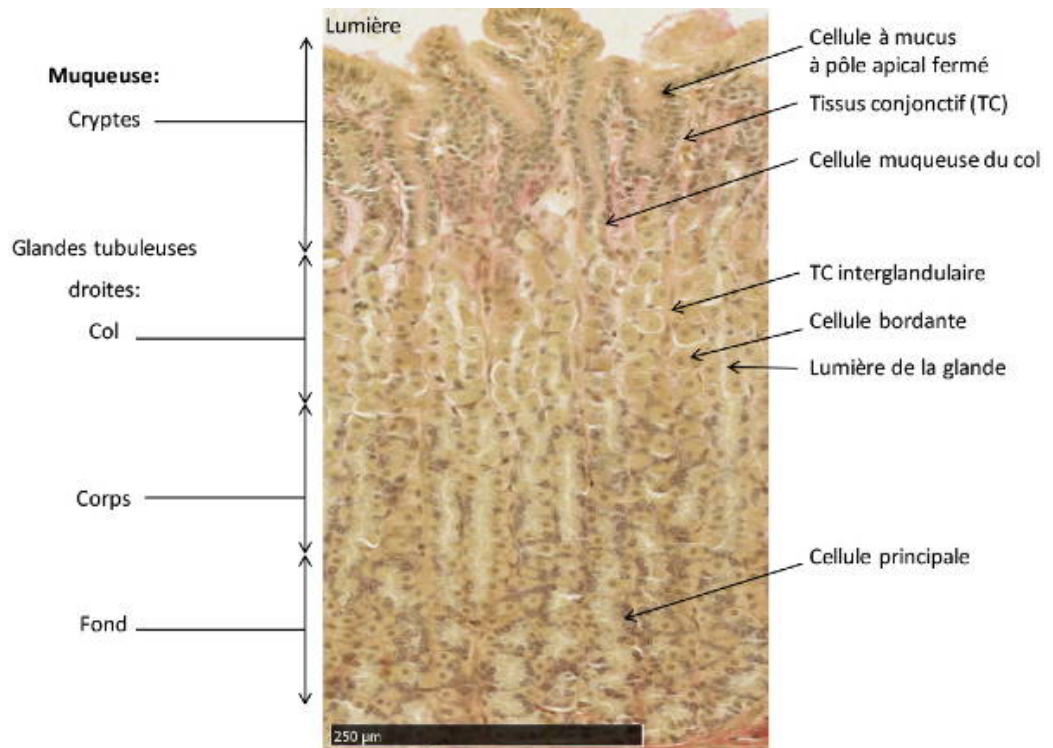 Lumière
Muqueuse:
Cryptes
Glandes tubuleuses
droites:
Col
Corps
Fond
Cellule à mucus
à pôle apical fermé
Tissus conjonctif (TC)
Cellule muqueuse du col
TC interglandulaire
Cellule bordante
Lumière de la glande
Cellule principale
250 µm